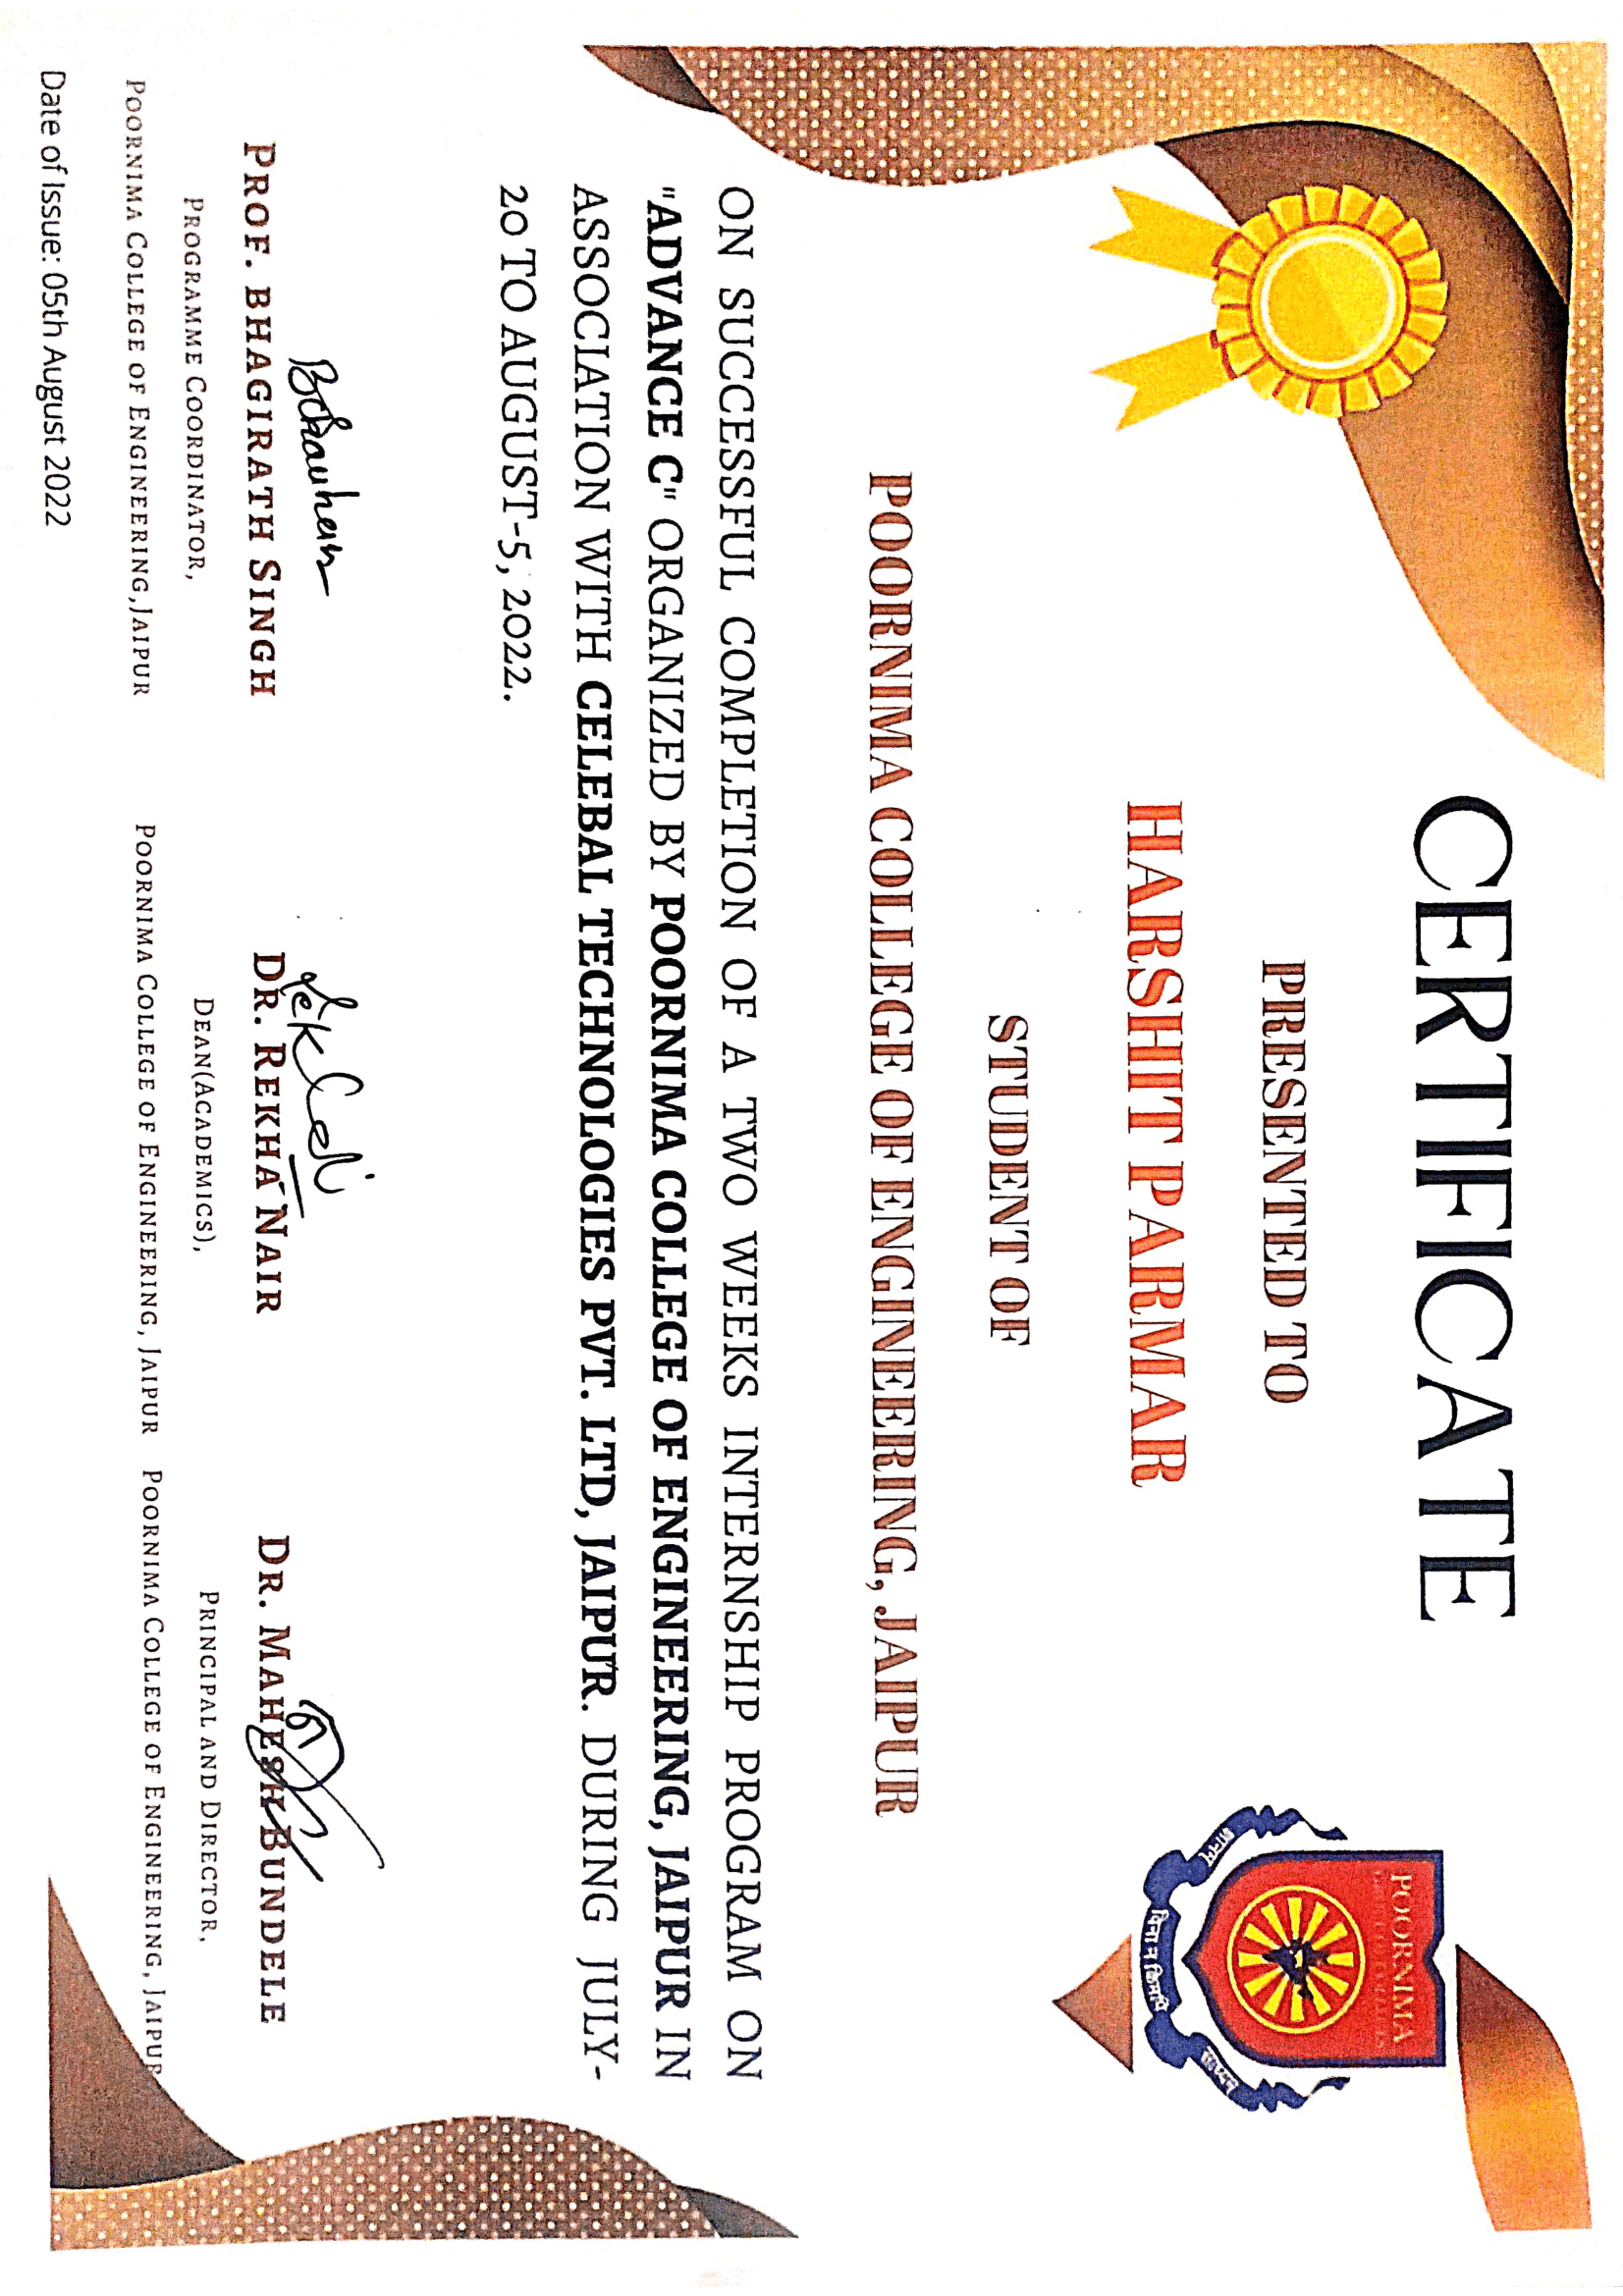 CERTIFICATE
POORNIMA
PRESENTED TO
HARSHIT PARMAR
STUDENT OF
POORNIMA COLLEGE OF ENGINEERING, JAIPUR
ON SUCCESSFUL COMPLETION OF A TWO WEEKS INTERNSHIP PROGRAM ON
"ADVANCE C" ORGANIZED BY POORNIMA COLLEGE OF ENGINEERING, JAIPUR IN
ASSOCIATION WITH CELEBAL TECHNOLOGIES PVT. LTD, JAIPUR. DURING JULY-
20 TO AUGUST-5, 2022.
PROF. BHAGIRATH SINGH
PROGRAMME COORDINATOR,
POORNIMA COLLEGE OF ENGINEERING,JAIPUR
DR. REKHA NAIR
DEAN(ACADEMICS),
POORNIMA COLLEGE OF ENGINEERING, JAIPUR
DR. MAHESH BUNDELE
PRINCIPAL AND DIRECTOR,
POORNIMA COLLEGE OF ENGINEERING, JAIPUR
Date of Issue: 05th August 2022